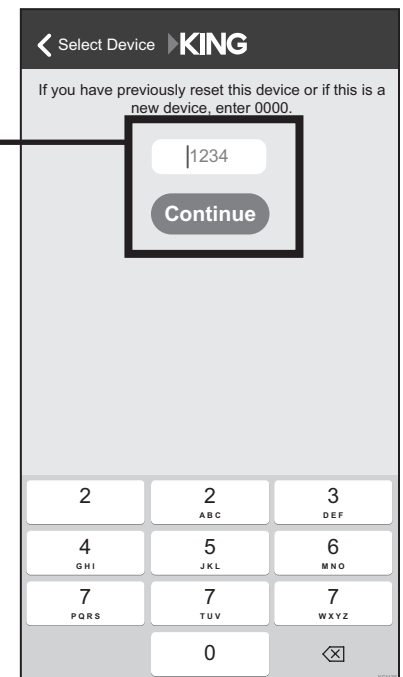 Select Device KING
If you have previously reset this device or if this is a
new device, enter 0000.
1234
Continue
2 2 3
ABC DEF
4 5 6
GHI JKL MNO
7 7 7
PQRS TUV WXYZ
0